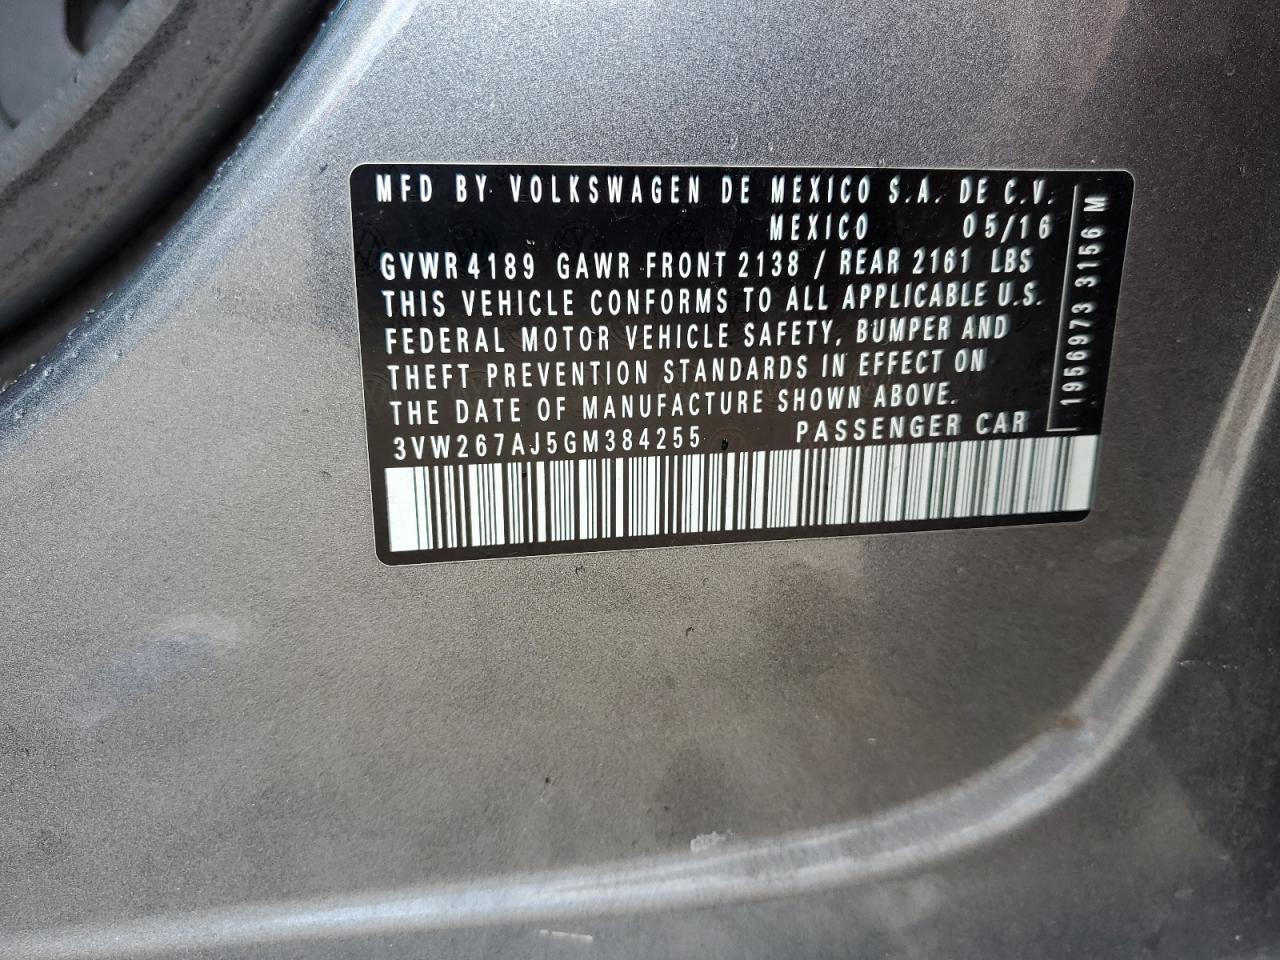 MFD BY VOLKSWAGEN DE MEXICO S.A. DE C.V.
MEXICO 05/16
GVWR 4189 GAWR FRONT 2138 / REAR 2161 LBS
THIS VEHICLE CONFORMS TO ALL APPLICABLE U.S.
FEDERAL MOTOR VEHICLE SAFETY, BUMPER AND
THEFT PREVENTION STANDARDS IN EFFECT ON
THE DATE OF MANUFACTURE SHOWN ABOVE.
3VW267AJ5GM384255 PASSENGER CAR
1956973 3156 M